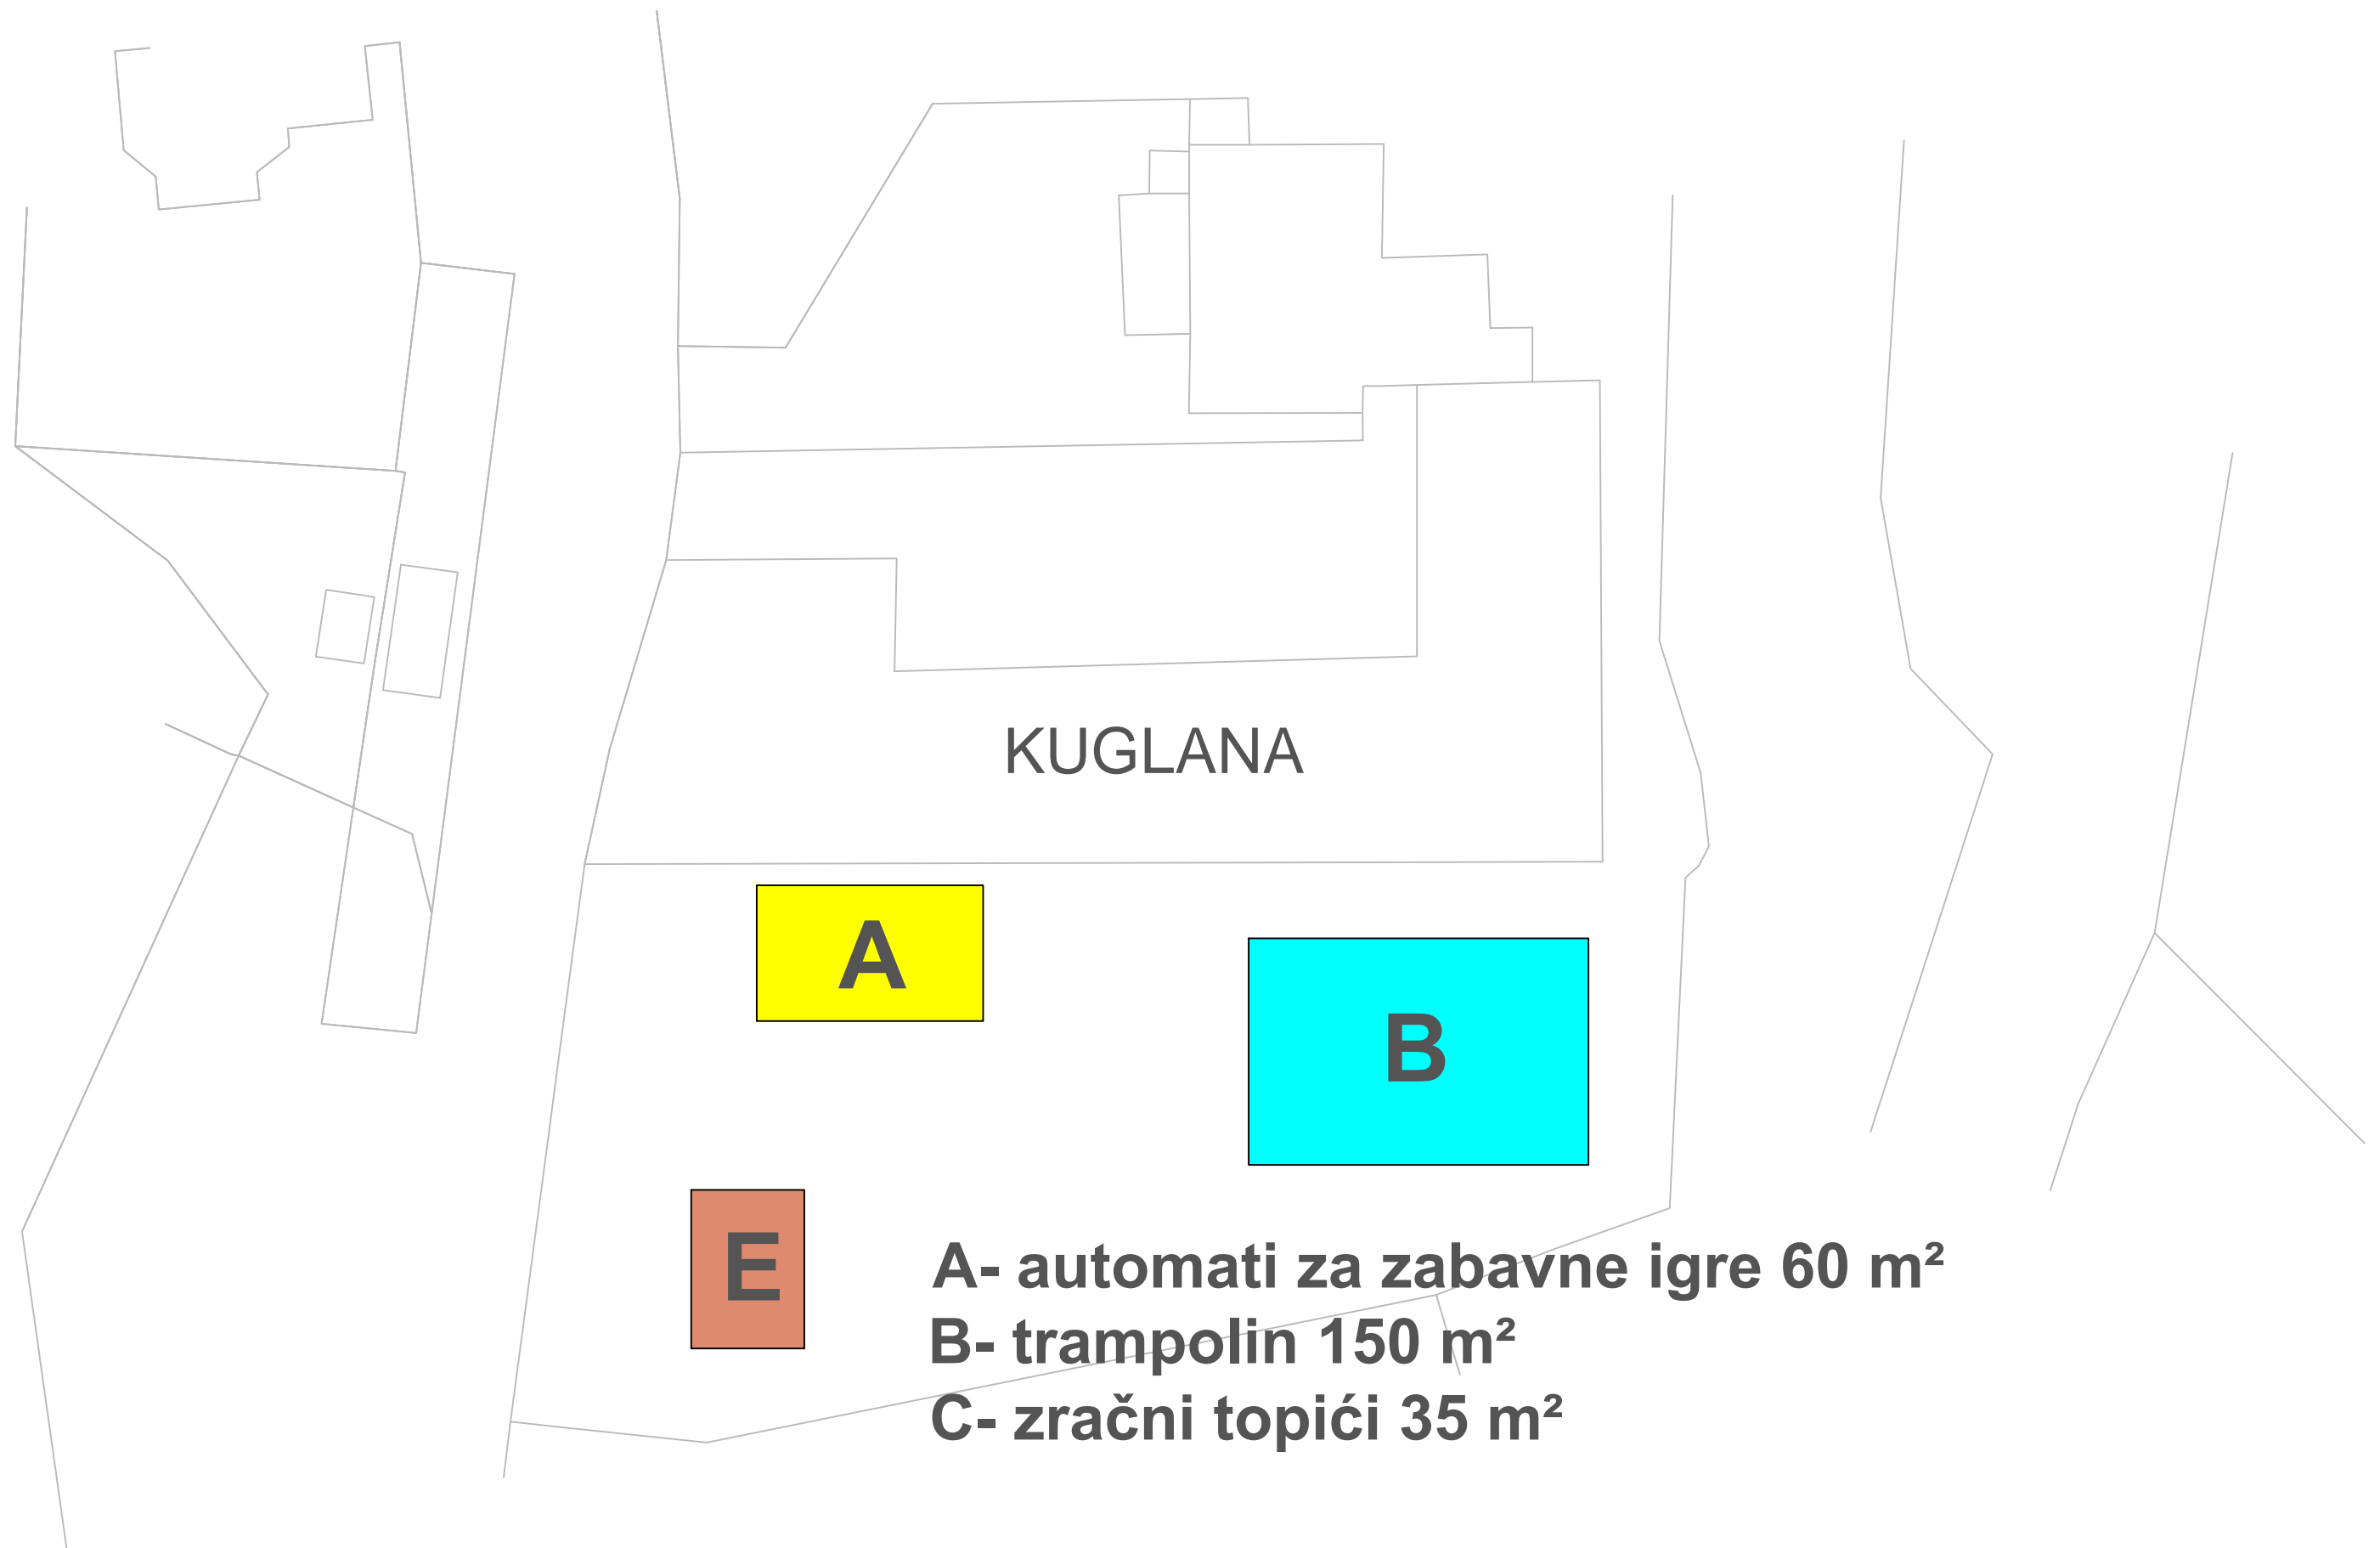 KUGLANA
A
B
E
A- automati za zabavne igre 60 m²
B- trampolin 150 m²
C- zračni topići 35 m²